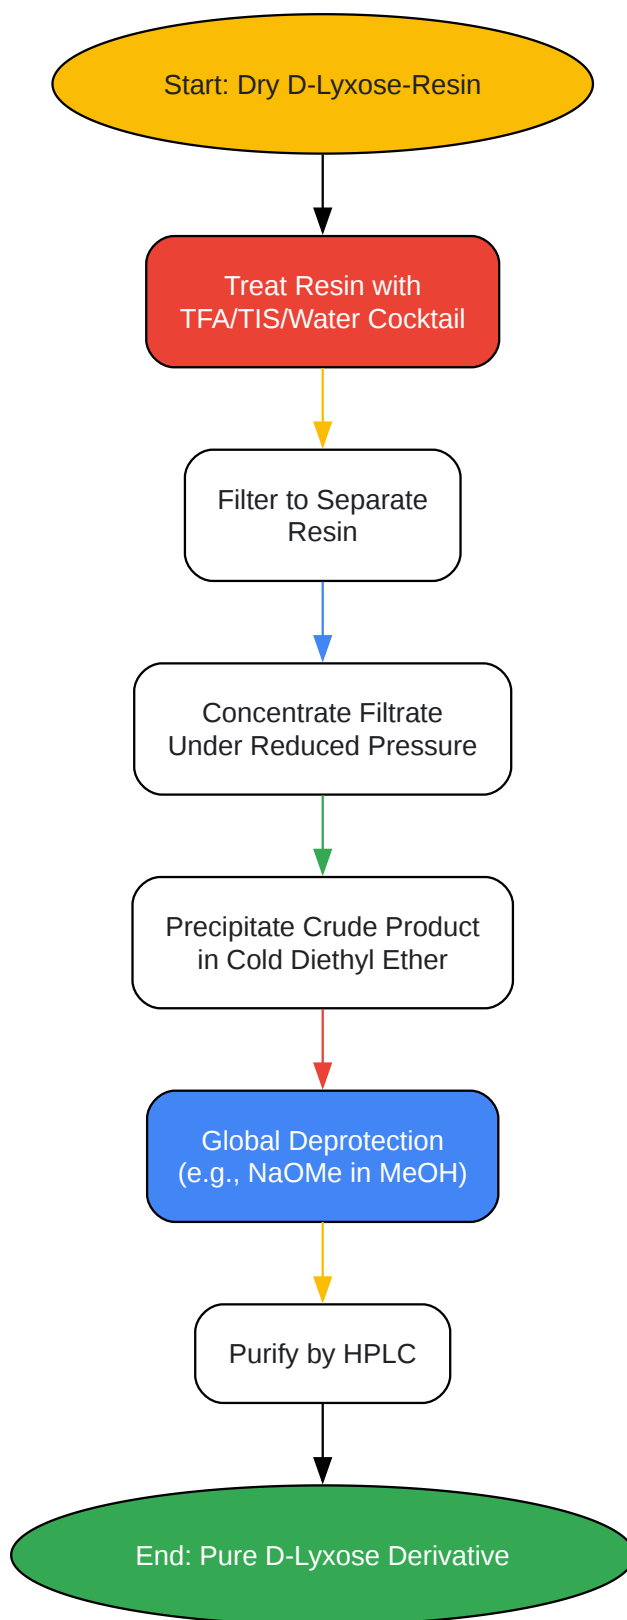 Start: Dry D-Lyxose-Resin
Treat Resin with
TFA/TIS/Water Cocktail
Filter to Separate
Resin
Concentrate Filtrate
Under Reduced Pressure
Precipitate Crude Product
in Cold Diethyl Ether
Global Deprotection
(e.g., NaOMe in MeOH)
Purify by HPLC
End: Pure D-Lyxose Derivative